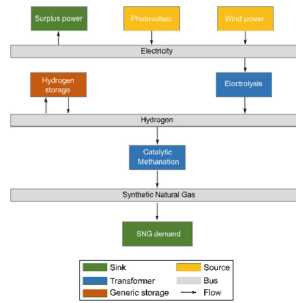 Surplus power
Photovoltaic
Wind power
Electricity
Hydrogen
storage
Electrolysis
Hydrogen
Catalytic
Methanation
Synthetic Natural Gas
SNG demand
Sink
Source
Transformer
Bus
Generic storage
Flow